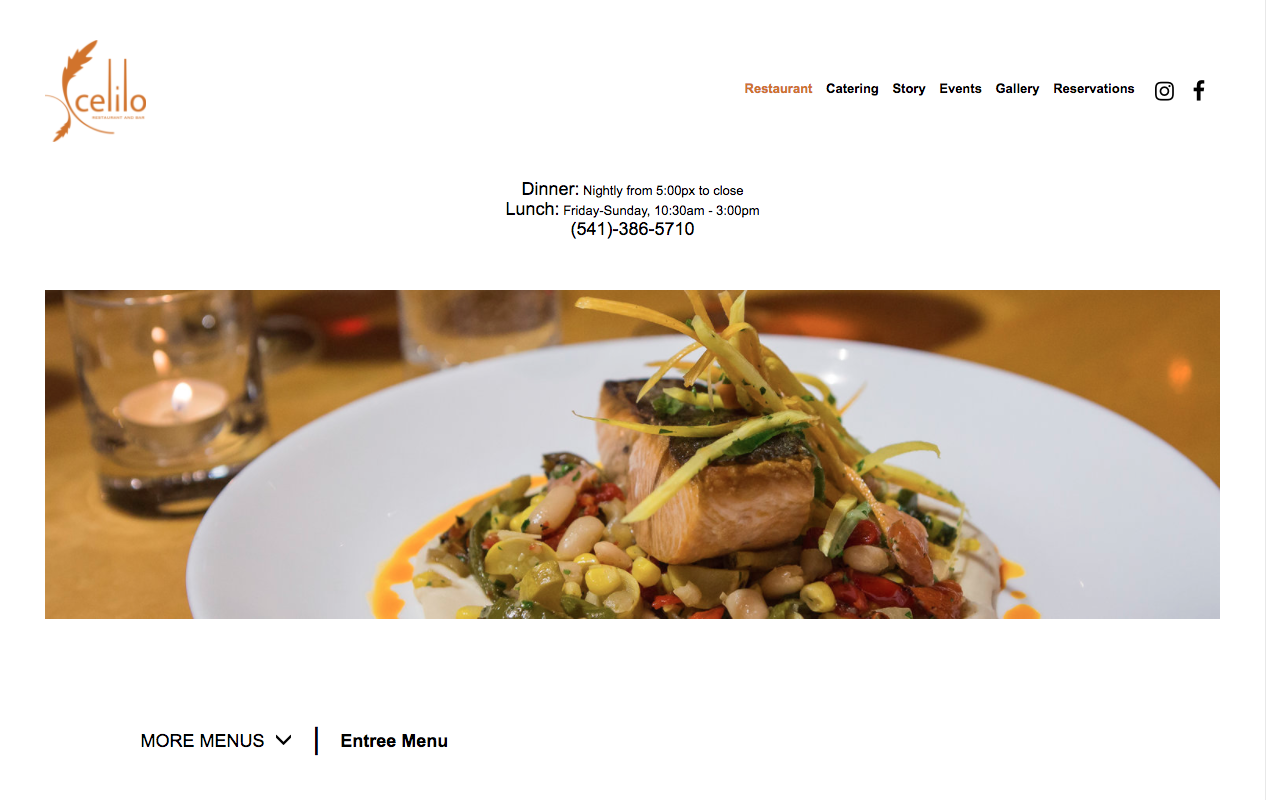 celilo
RESTAURANT AND BAR
Restaurant Catering Story Events Gallery Reservations
Dinner: Nightly from 5:00px to close
Lunch: Friday-Sunday, 10:30am - 3:00pm
(541)-386-5710
MORE MENUS | Entree Menu